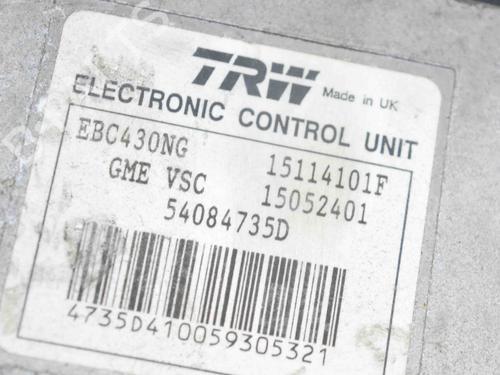 TRW Made in UK
ELECTRONIC CONTROL UNIT
EBC430NG 15114101F
GME VSC 15052401
54084735D
4735D410059305321